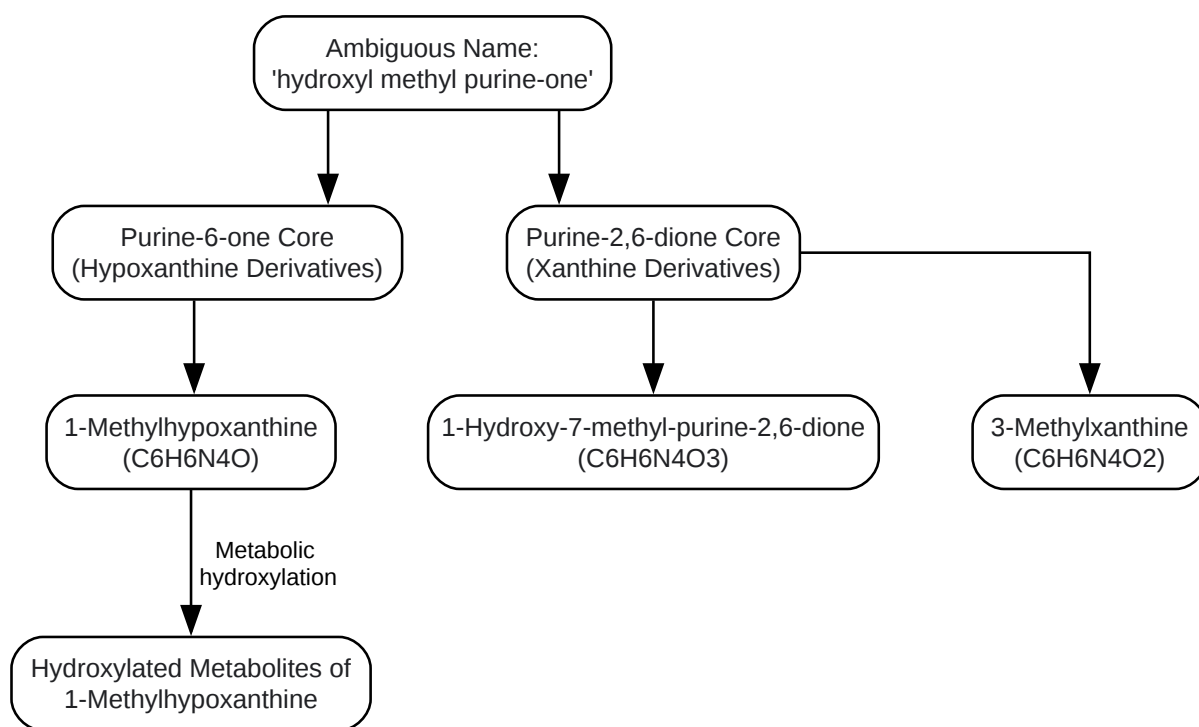 Ambiguous Name:
'hydroxyl methyl purine-one'
Purine-6-one Core
(Hypoxanthine Derivatives)
Purine-2,6-dione Core
(Xanthine Derivatives)
1-Methylhypoxanthine
(C6H6N4O)
1-Hydroxy-7-methyl-purine-2,6-dione
(C6H6N4O3)
3-Methylxanthine
(C6H6N4O2)
Metabolic
hydroxylation
Hydroxylated Metabolites of
1-Methylhypoxanthine